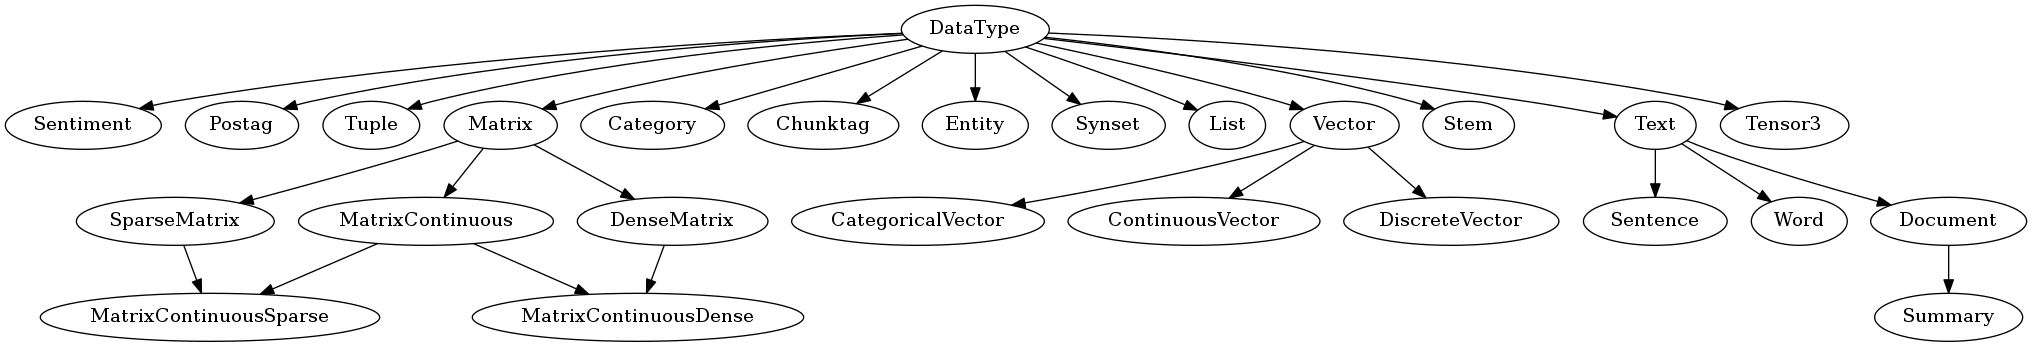 DataType
Sentiment
Postag
Tuple
Matrix
Category
Chunktag
Entity
Synset
List
Vector
Stem
Text
Tensor3
SparseMatrix
MatrixContinuous
DenseMatrix
CategoricalVector
ContinuousVector
DiscreteVector
Sentence
Word
Document
MatrixContinuousSparse
MatrixContinuousDense
Summary